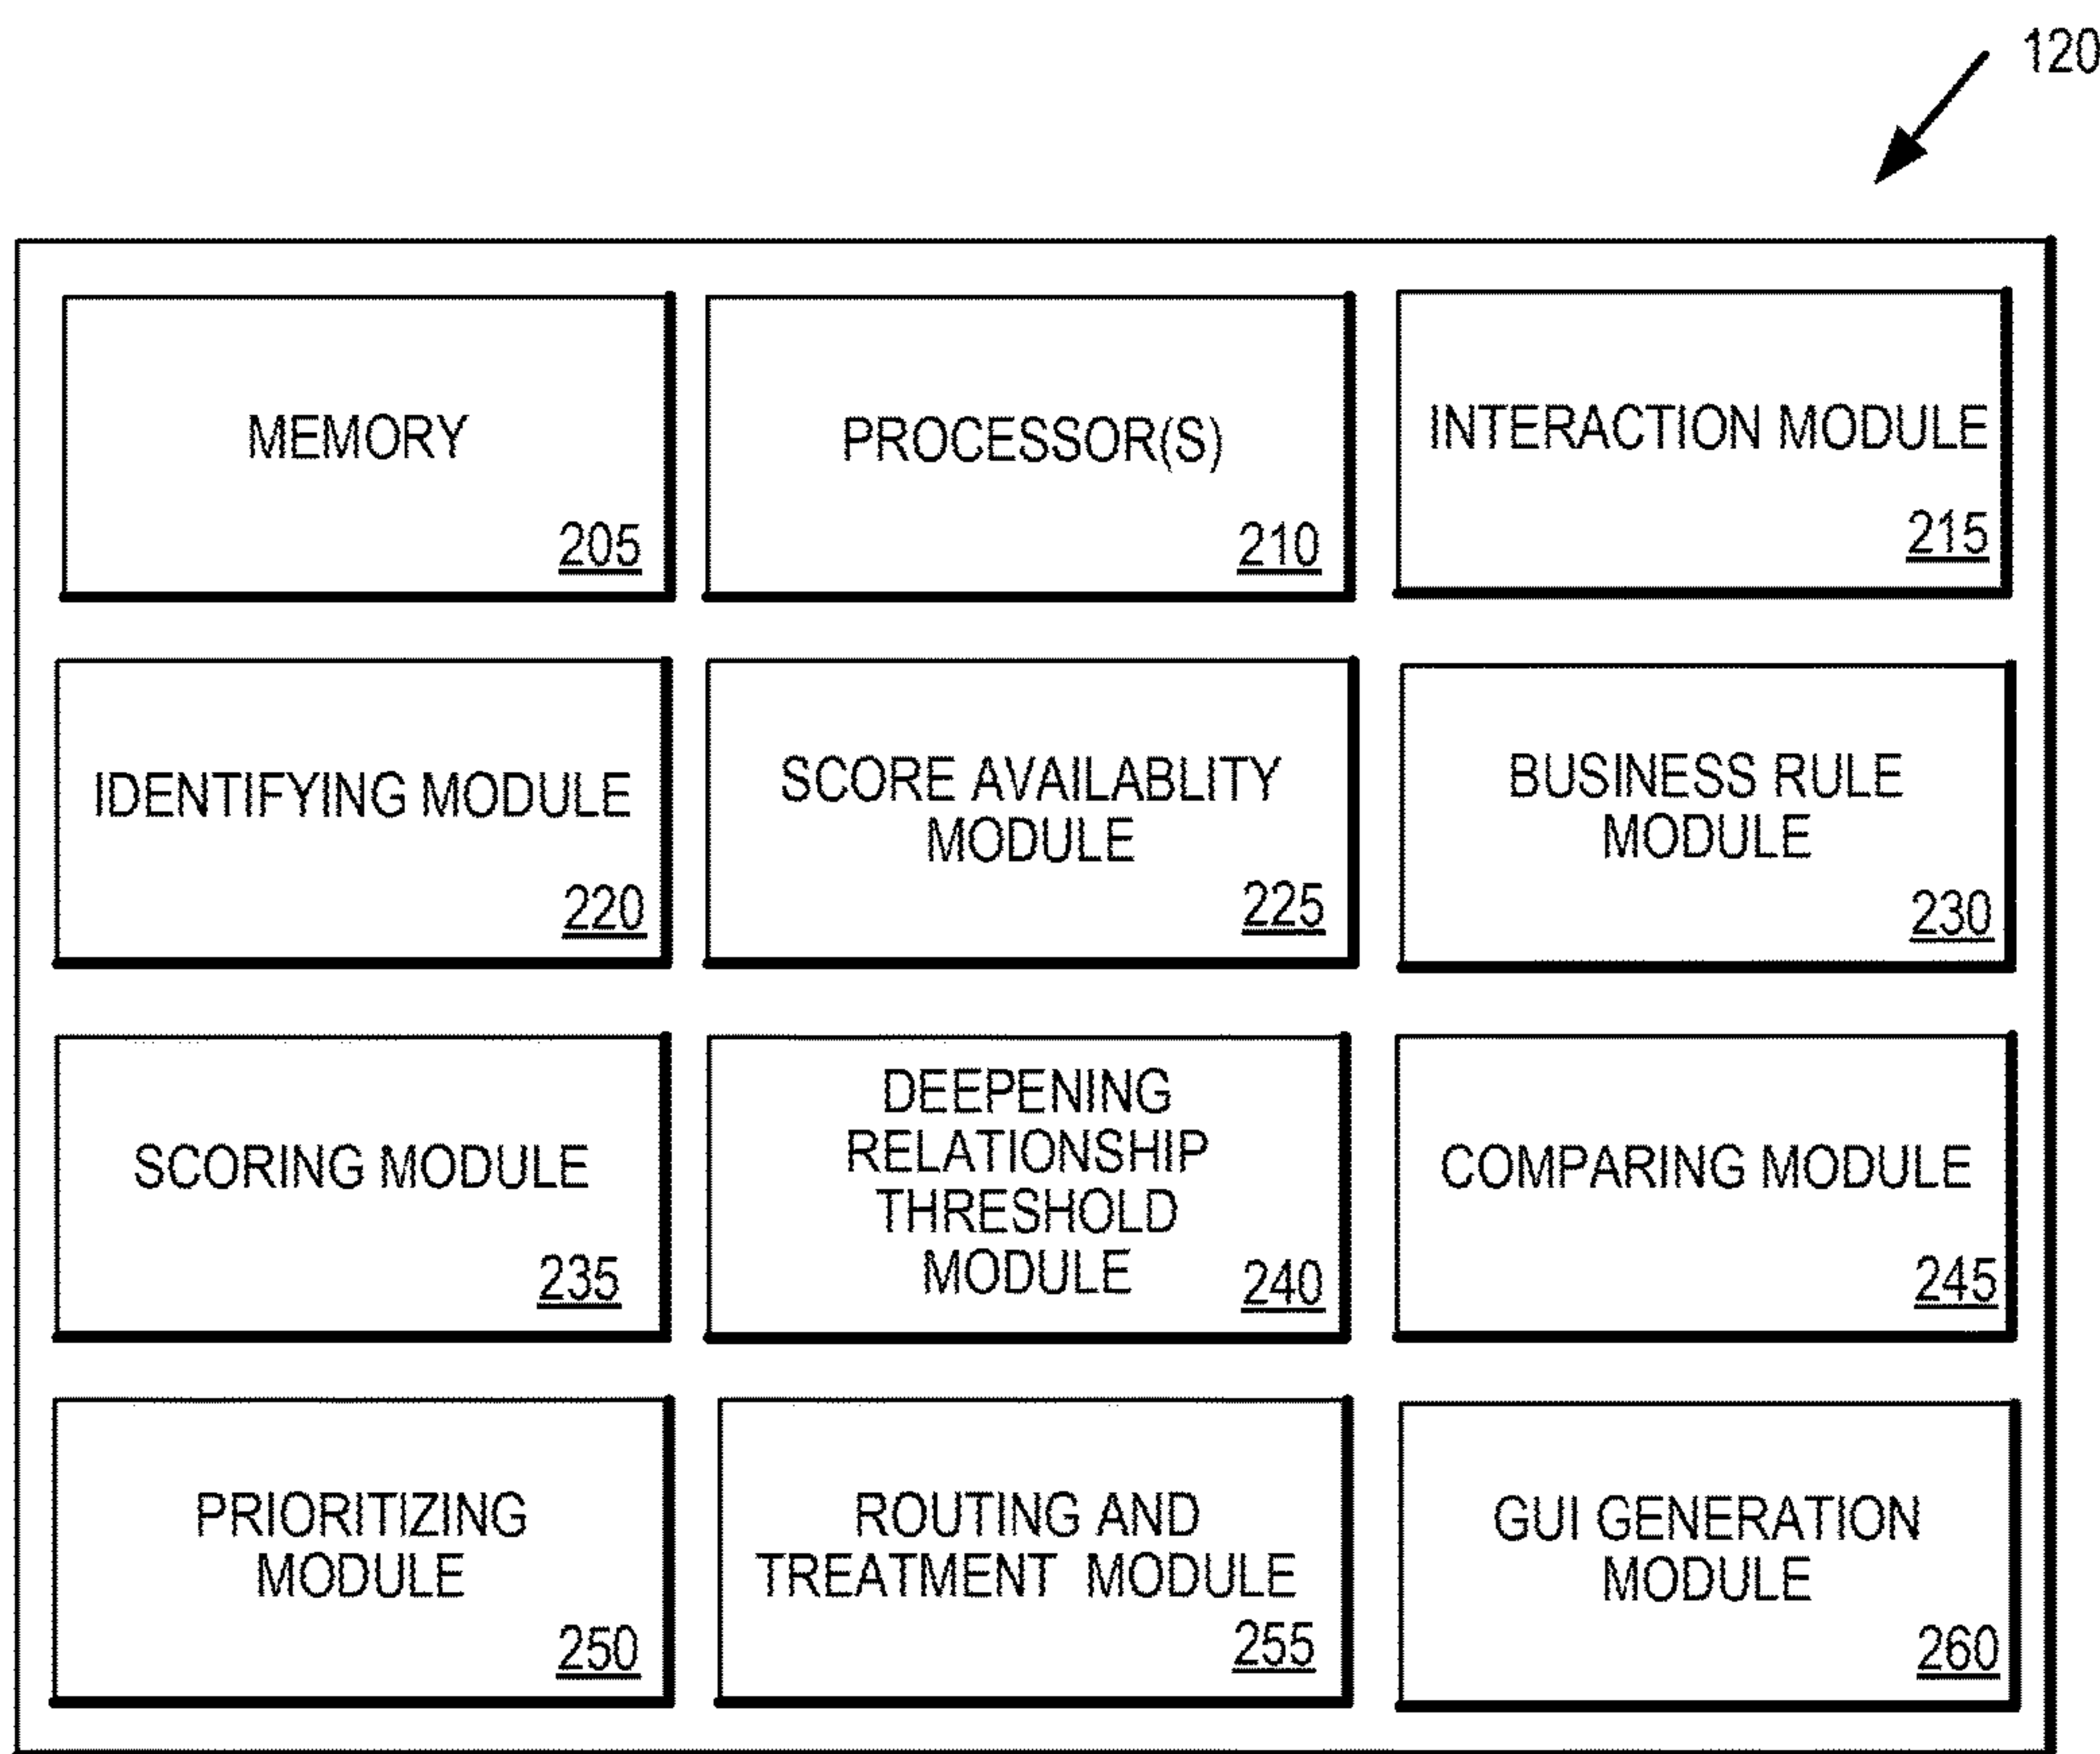 120
MEMORY
205
PROCESSOR(S)
210
INTERACTION MODULE
215
IDENTIFYING MODULE
220
SCORE AVAILABLITY
MODULE
225
BUSINESS RULE
MODULE
230
SCORING MODULE
235
DEEPENING
RELATIONSHIP
THRESHOLD
MODULE
240
COMPARING MODULE
245
PRIORITIZING
MODULE
250
ROUTING AND
TREATMENT MODULE
255
GUI GENERATION
MODULE
260